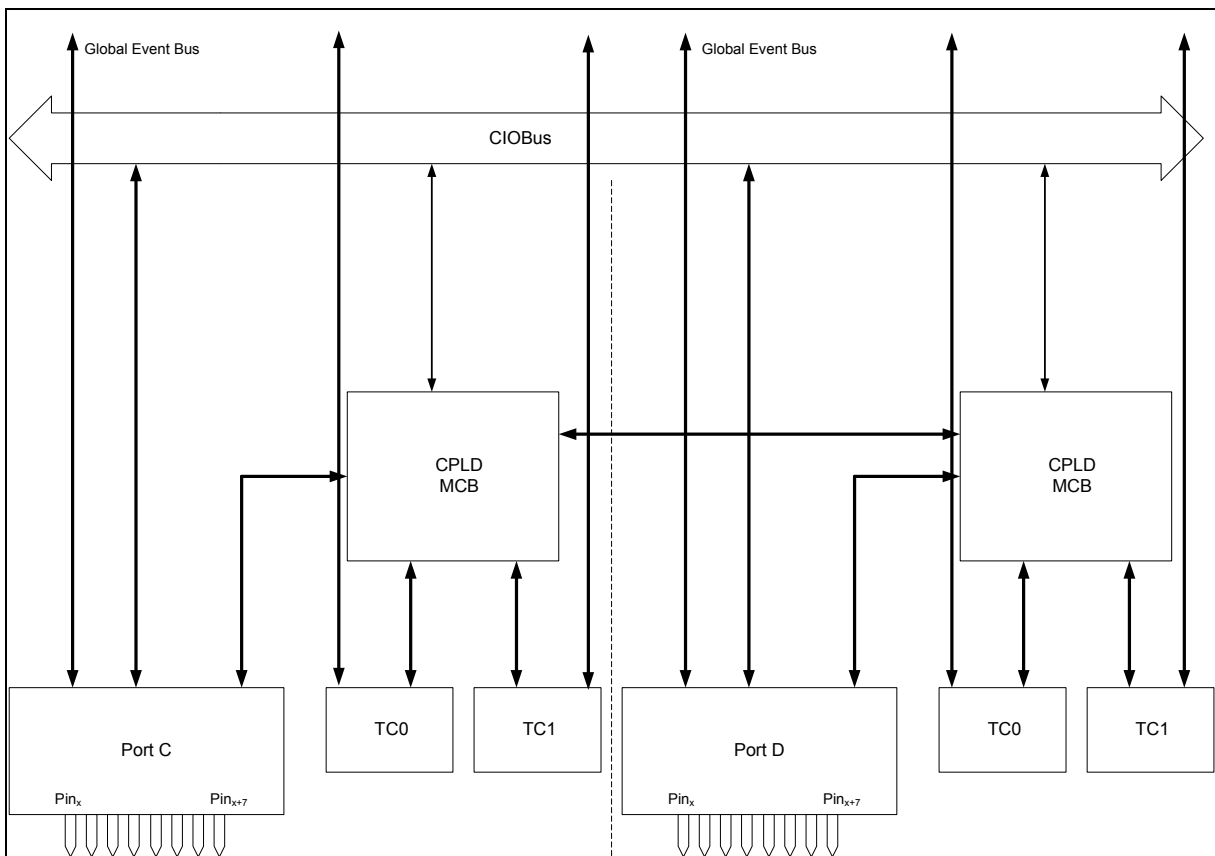 Global Event Bus
Global Event Bus
CIOBus
CPLD
MCB
CPLD
MCB
Port C
TC0
TC1
Port D
TC0
TC1
Pinx
Pinx+7
Pinx
Pinx+7